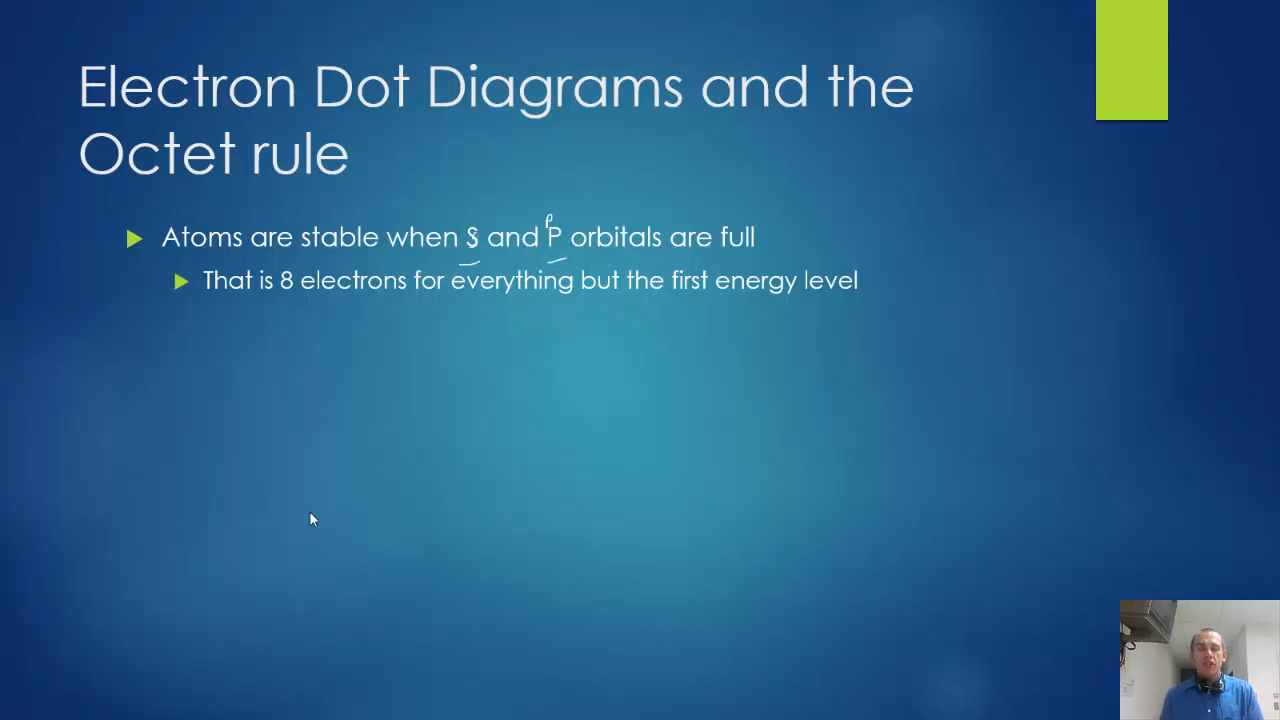 Electron Dot Diagrams and the
Octet rule
Atoms are stable when S and P orbitals are full
p
That is 8 electrons for everything but the first energy level